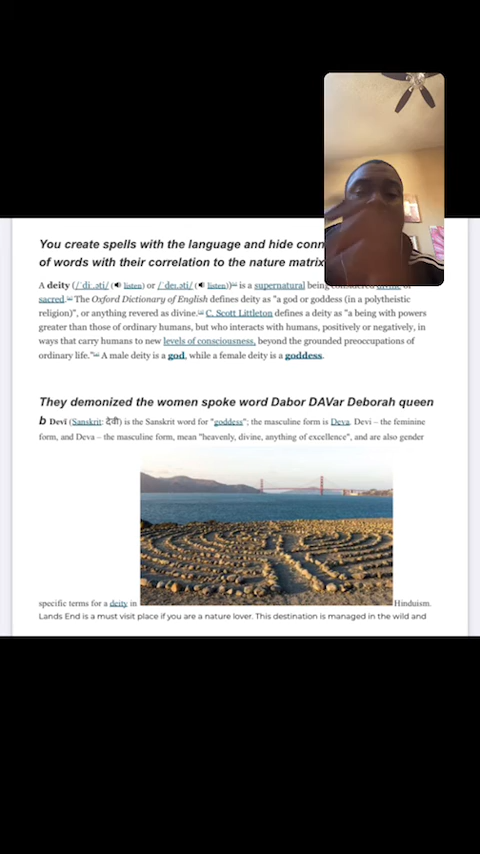 You create spells with the language and hide conn
of words with their correlation to the nature matrix
A deity (/ˈdiː.əti/ (🔊 listen) or /ˈdeɪ.əti/ (🔊 listen)) is a supernatural being considered divine or
sacred. The Oxford Dictionary of English defines deity as "a god or goddess (in a polytheistic
religion)", or anything revered as divine. C. Scott Littleton defines a deity as "a being with powers
greater than those of ordinary humans, but who interacts with humans, positively or negatively, in
ways that carry humans to new levels of consciousness, beyond the grounded preoccupations of
ordinary life." A male deity is a god, while a female deity is a goddess.
They demonized the women spoke word Dabor DAVar Deborah queen
b Devī (Sanskrit: देवी) is the Sanskrit word for "goddess"; the masculine form is Deva. Devi – the feminine
form, and Deva – the masculine form, mean "heavenly, divine, anything of excellence", and are also gender
specific terms for a deity in Hinduism.
Lands End is a must visit place if you are a nature lover. This destination is managed in the wild and